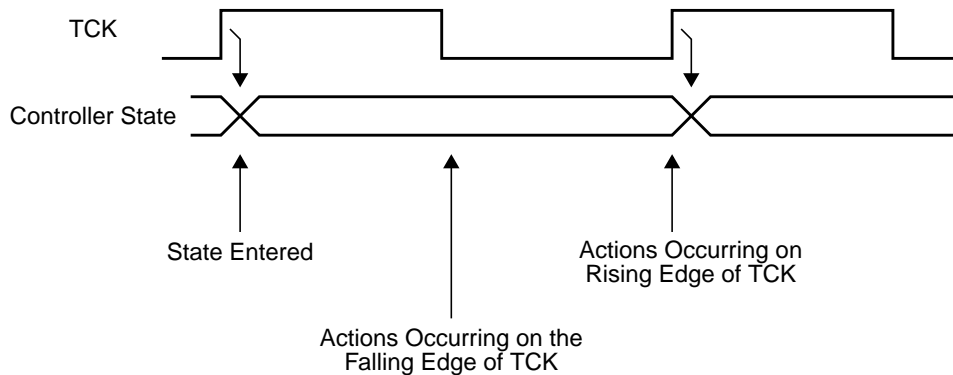 TCK
Controller State
State Entered
Actions Occurring on
Rising Edge of TCK
Actions Occurring on the
Falling Edge of TCK